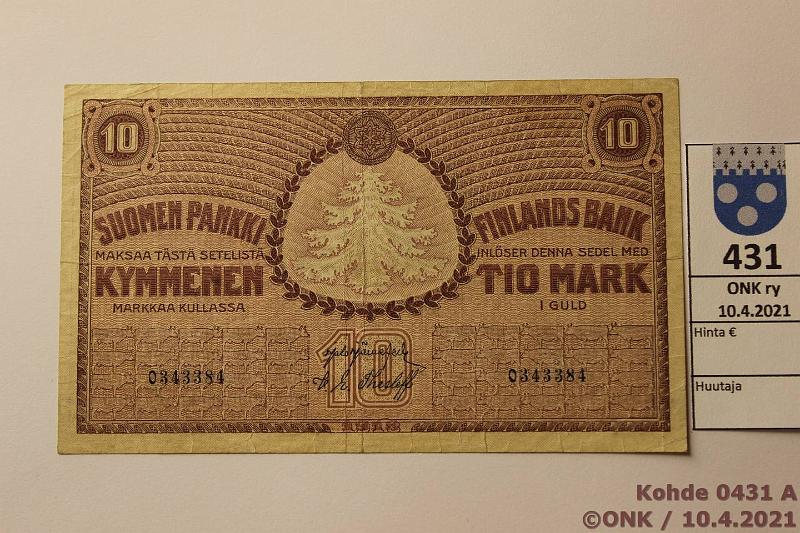 10
10
SUOMEN PANKKI
FINLANDS BANK
MAKSAA TÄSTÄ SETELISTÄ
INLÖSER DENNA SEDEL MED
KYMMENEN
TIO MARK
MARKKAA KULLASSA
I GULD
10
0343384
0343384
431
ONK ry
10.4.2021
Hinta €
Huutaja
Kohde 0431 A
©ONK / 10.4.2021